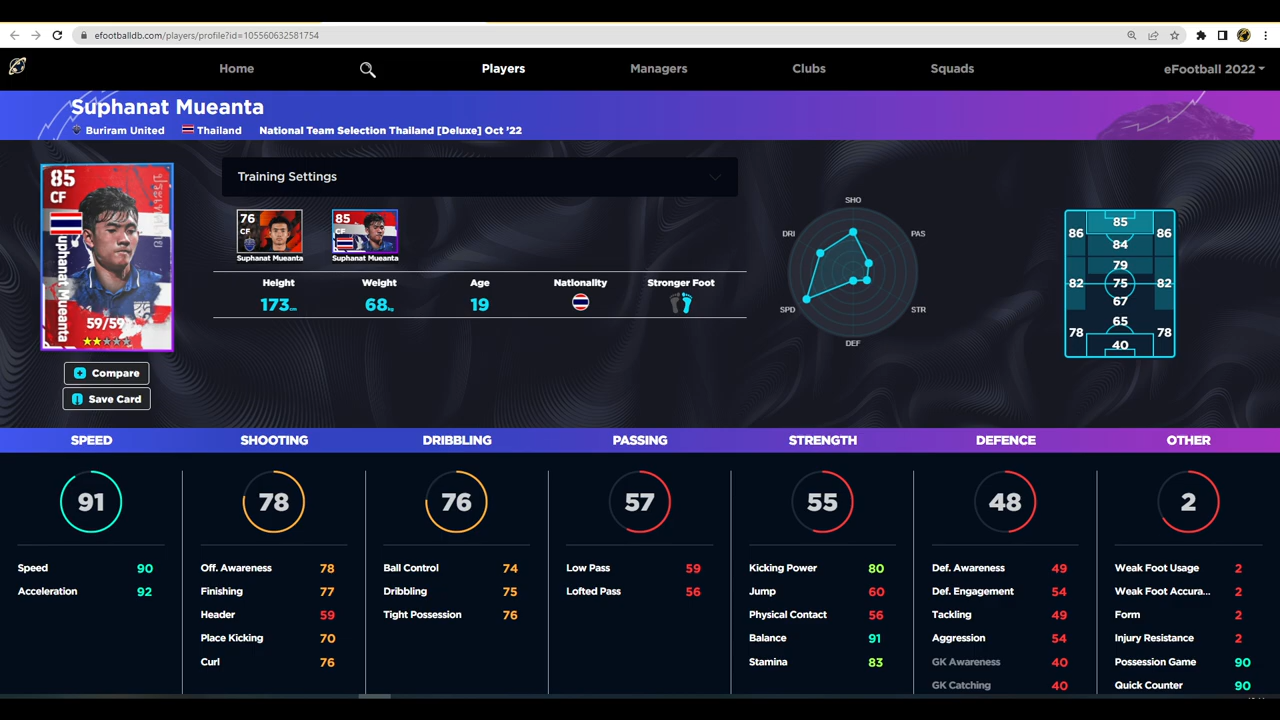 efootballdb.com/players/profile?id=105560632581754
Home
Players
Managers
Clubs
Squads
eFootball 2022
Suphanat Mueanta
Buriram United
Thailand
National Team Selection Thailand [Deluxe] Oct '22
85
CF
uphanat Mueanta
59/59
Compare
Save Card
Training Settings
76
CF
Suphanat Mueanta
85
CF
Suphanat Mueanta
Height Weight Age Nationality Stronger Foot
173cm 68kg 19
SHO
DRI PAS
SPD STR
DEF
85
86 86
84
79
82 75 82
67
65
78 78
40
SPEED SHOOTING DRIBBLING PASSING STRENGTH DEFENCE OTHER
91 78 76 57 55 48 2
Speed 90
Acceleration 92
Off. Awareness 78
Finishing 77
Header 59
Place Kicking 70
Curl 76
Ball Control 74
Dribbling 75
Tight Possession 76
Low Pass 59
Lofted Pass 56
Kicking Power 80
Jump 60
Physical Contact 56
Balance 91
Stamina 83
Def. Awareness 49
Def. Engagement 54
Tackling 49
Aggression 54
GK Awareness 40
GK Catching 40
Weak Foot Usage 2
Weak Foot Accura... 2
Form 2
Injury Resistance 2
Possession Game 90
Quick Counter 90